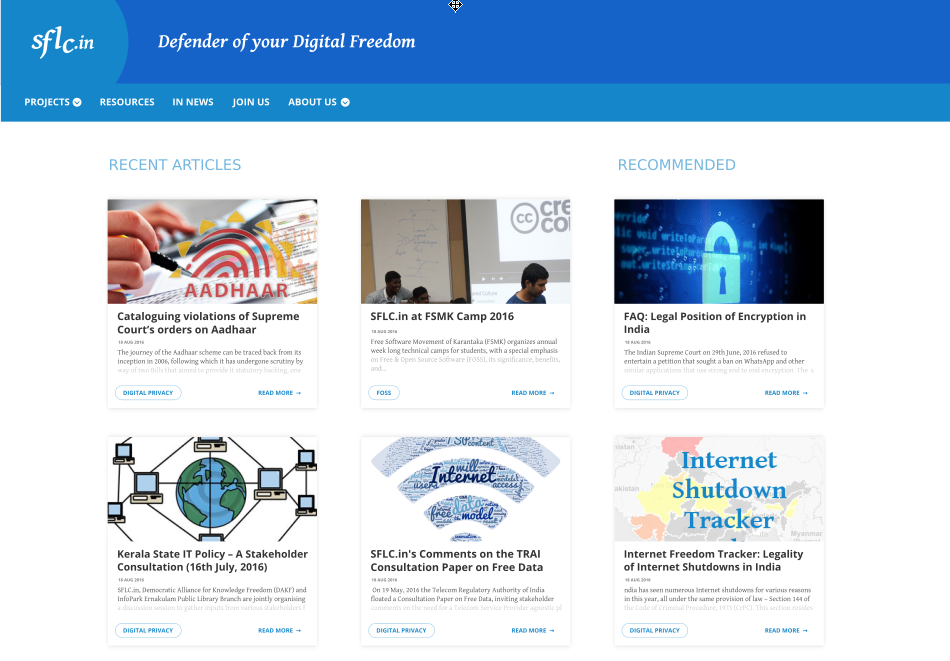 sflc.in
Defender of your Digital Freedom
PROJECTS
RESOURCES
IN NEWS
JOIN US
ABOUT US
RECENT ARTICLES
RECOMMENDED
AADHAAR
Cataloguing violations of Supreme
Court's orders on Aadhaar
18 AUG 2016
The journey of the Aadhaar scheme can be traced back from its
inception in 2006, following which it has undergone scrutiny by
way of two Bills that aimed to provide it statutory backing, one
DIGITAL PRIVACY
READ MORE →
cc
SFLC.in at FSMK Camp 2016
18 AUG 2016
Free Software Movement of Karantaka (FSMK) organizes annual
week long technical camps for students, with a special emphasis
on Free & Open Source Software (FOSS), its significance, benefits,
and...
FOSS
READ MORE →
FAQ: Legal Position of Encryption in
India
18 AUG 2016
The Indian Supreme Court on 29th June, 2016 refused to
entertain a petition that sought a ban on WhatsApp and other
similar applications that use strong end to end encryption. The
DIGITAL PRIVACY
READ MORE →
Kerala State IT Policy – A Stakeholder
Consultation (16th July, 2016)
18 AUG 2016
SFLC.in, Democratic Alliance for Knowledge Freedom (DAKF) and
InfoPark Ernakulam Public Library Branch are jointly organising
a discussion session to gather inputs from various stakeholders
DIGITAL PRIVACY
READ MORE →
content
will
Internet
users
access
free data
model
innovation
SFLC.in's Comments on the TRAI
Consultation Paper on Free Data
18 AUG 2016
On 19 May, 2016 the Telecom Regulatory Authority of India
floated a Consultation Paper on Free Data, inviting stakeholder
comments on the need for a Telecom Service Provider agnostic pl
DIGITAL PRIVACY
READ MORE →
Internet
Shutdown
Tracker
akistan
Myanmar
Internet Freedom Tracker: Legality
of Internet Shutdowns in India
18 AUG 2016
ndia has seen numerous Internet shutdowns for various reasons
in this year, all under the same provision of law – Section 144 of
the Code of Criminal Procedure, 1973 (CrPC). This section resides
DIGITAL PRIVACY
READ MORE →